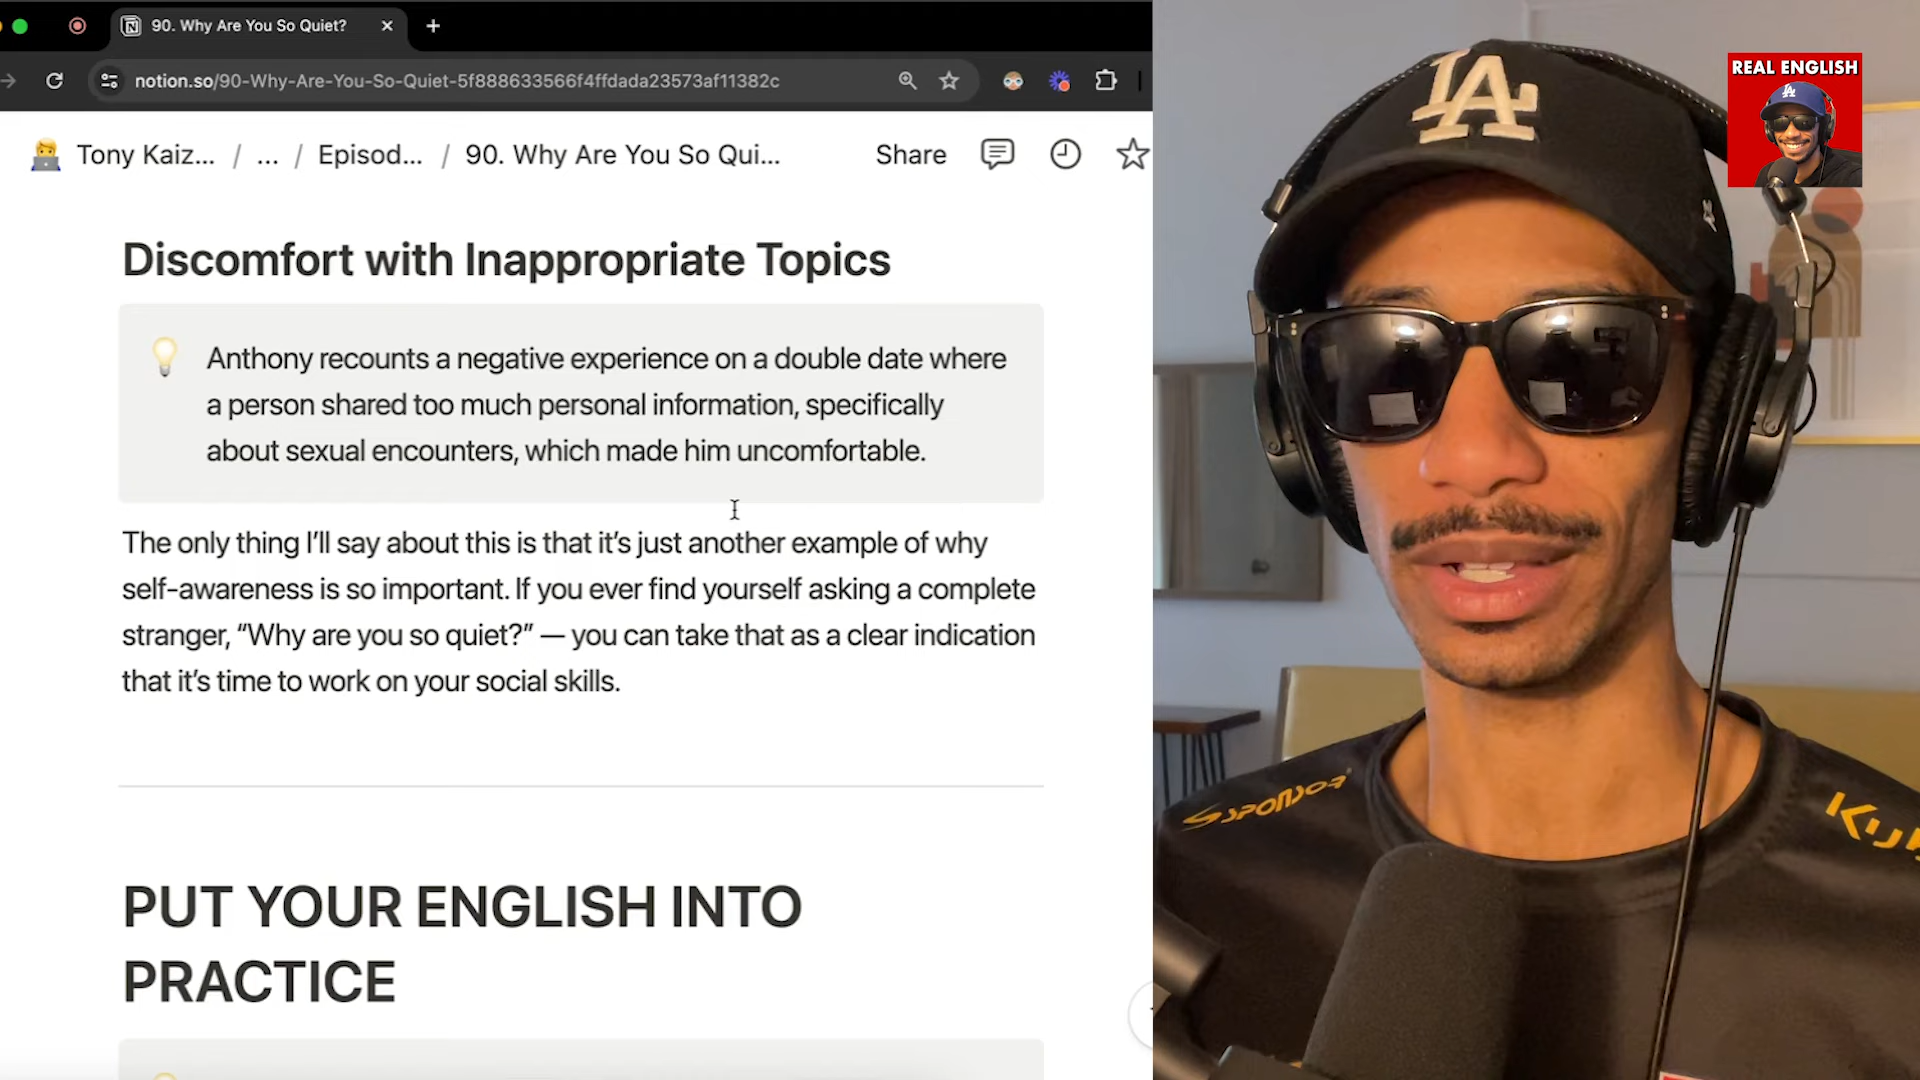 90. Why Are You So Quiet?
notion.so/90-Why-Are-You-So-Quiet-5f888633566f4ffdada23573af11382c
Tony Kaiz... / ... / Episod... / 90. Why Are You So Qui... Share
Discomfort with Inappropriate Topics
Anthony recounts a negative experience on a double date where
a person shared too much personal information, specifically
about sexual encounters, which made him uncomfortable.
The only thing I'll say about this is that it's just another example of why
self-awareness is so important. If you ever find yourself asking a complete
stranger, “Why are you so quiet?” — you can take that as a clear indication
that it's time to work on your social skills.
PUT YOUR ENGLISH INTO
PRACTICE
REAL ENGLISH
LA
LA
SPONSOR